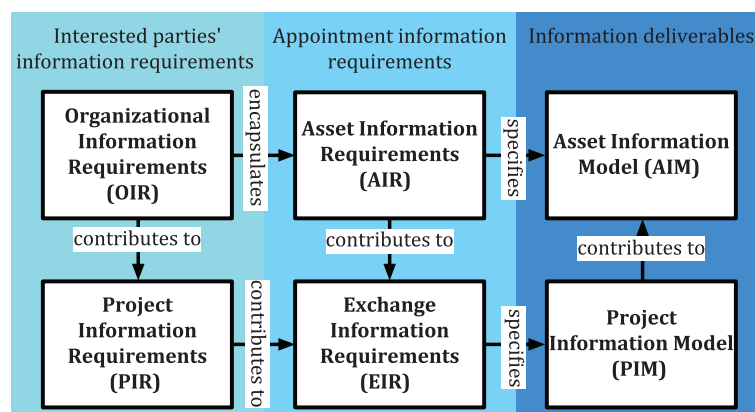 Interested parties'
information requirements
Appointment information
requirements
Information deliverables
Organizational
Information
Requirements
(OIR)
encapsulates
Asset Information
Requirements
(AIR)
specifies
Asset Information
Model (AIM)
contributes to
contributes to
contributes to
Project
Information
Requirements
(PIR)
contributes to
Exchange
Information
Requirements
(EIR)
specifies
Project
Information Model
(PIM)